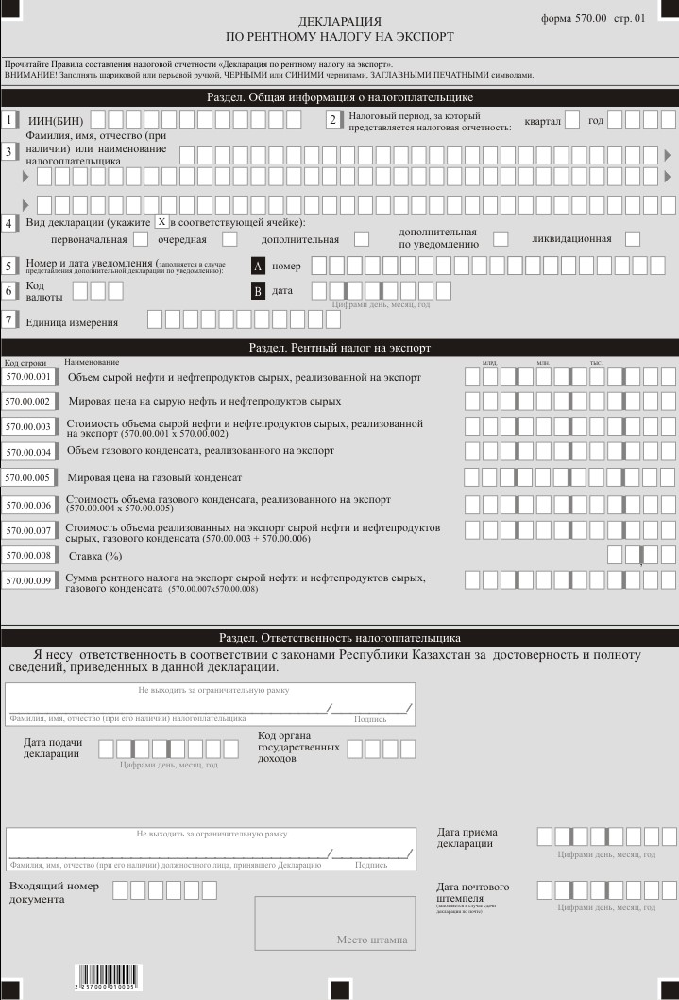 форма 570.00 стр. 01
ДЕКЛАРАЦИЯ
ПО РЕНТНОМУ НАЛОГУ НА ЭКСПОРТ
Прочитайте Правила составления налоговой отчетности «Декларация по рентному налогу на экспорт».
ВНИМАНИЕ! Заполнять шариковой или перьевой ручкой, ЧЕРНЫМИ или СИНИМИ чернилами, ЗАГЛАВНЫМИ ПЕЧАТНЫМИ символами.
Раздел. Общая информация о налогоплательщике
1 ИИН(БИН)
2 Налоговый период, за который
представляется налоговая отчетность:
квартал год
3 Фамилия, имя, отчество (при
наличии) или наименование
налогоплательщика
4 Вид декларации (укажите X в соответствующей ячейке):
первоначальная очередная дополнительная дополнительная
по уведомлению ликвидационная
5 Номер и дата уведомления (заполняется в случае
представления дополнительной декларации по уведомлению):
A номер
6 Код
валюты
B дата
Цифрами день, месяц, год
7 Единица измерения
Раздел. Рентный налог на экспорт
Код строки Наименование млрд. млн. тыс.
570.00.001 Объем сырой нефти и нефтепродуктов сырых, реализованной на экспорт
570.00.002 Мировая цена на сырую нефть и нефтепродуктов сырых
570.00.003 Стоимость объема сырой нефти и нефтепродуктов сырых, реализованной
на экспорт (570.00.001 x 570.00.002)
570.00.004 Объем газового конденсата, реализованного на экспорт
570.00.005 Мировая цена на газовый конденсат
570.00.006 Стоимость объема газового конденсата, реализованного на экспорт
(570.00.004 x 570.00.005)
570.00.007 Стоимость объема реализованных на экспорт сырой нефти и нефтепродуктов
сырых, газового конденсата (570.00.003 + 570.00.006)
570.00.008 Ставка (%)
570.00.009 Сумма рентного налога на экспорт сырой нефти и нефтепродуктов сырых,
газового конденсата (570.00.007x570.00.008)
Раздел. Ответственность налогоплательщика
Я несу ответственность в соответствии с законами Республики Казахстан за достоверность и полноту
сведений, приведенных в данной декларации.
Не выходить за ограничительную рамку
Фамилия, имя, отчество (при его наличии) налогоплательщика Подпись
Дата подачи
декларации
Цифрами день, месяц, год
Код органа
государственных
доходов
Не выходить за ограничительную рамку
Фамилия, имя, отчество (при его наличии) должностного лица, принявшего Декларацию Подпись
Дата приема
декларации
Цифрами день, месяц, год
Входящий номер
документа
Дата почтового
штемпеля
(заполняется в случае сдачи
декларации по почте)
Цифрами день, месяц, год
Место штампа
2 257000 010005